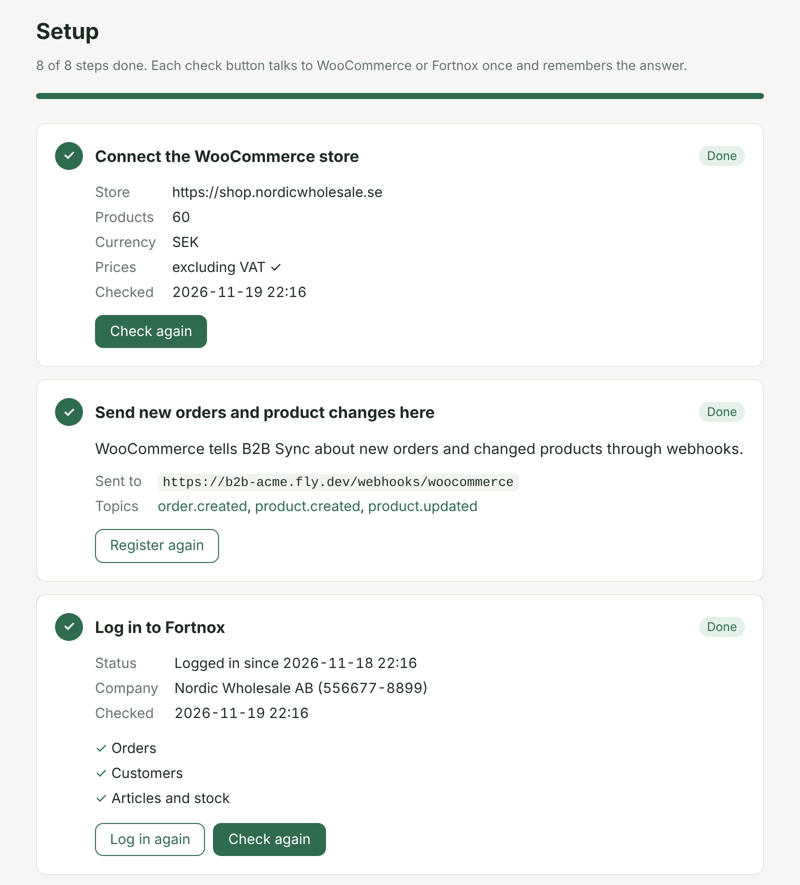 Setup
8 of 8 steps done. Each check button talks to WooCommerce or Fortnox once and remembers the answer.
Connect the WooCommerce store Done
Store https://shop.nordicwholesale.se
Products 60
Currency SEK
Prices excluding VAT ✓
Checked 2026-11-19 22:16
Check again
Send new orders and product changes here Done
WooCommerce tells B2B Sync about new orders and changed products through webhooks.
Sent to https://b2b-acme.fly.dev/webhooks/woocommerce
Topics order.created, product.created, product.updated
Register again
Log in to Fortnox Done
Status Logged in since 2026-11-18 22:16
Company Nordic Wholesale AB (556677-8899)
Checked 2026-11-19 22:16
✓ Orders
✓ Customers
✓ Articles and stock
Log in again Check again